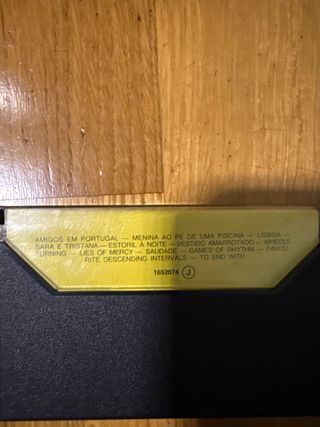 AMIGOS EM PORTUGAL — MENINA AO PE DE UMA PISCINA — LISBOA —
SARA E TRISTANA — ESTORIL À NOITE — VESTIDO AMARROTADO — WHEELS
TURNING — LIES OF MERCY — SAUDADE — GAMES OF RHYTHM — FAVOU-
RITE DESCENDING INTERVALS — TO END WITH
1652074 J